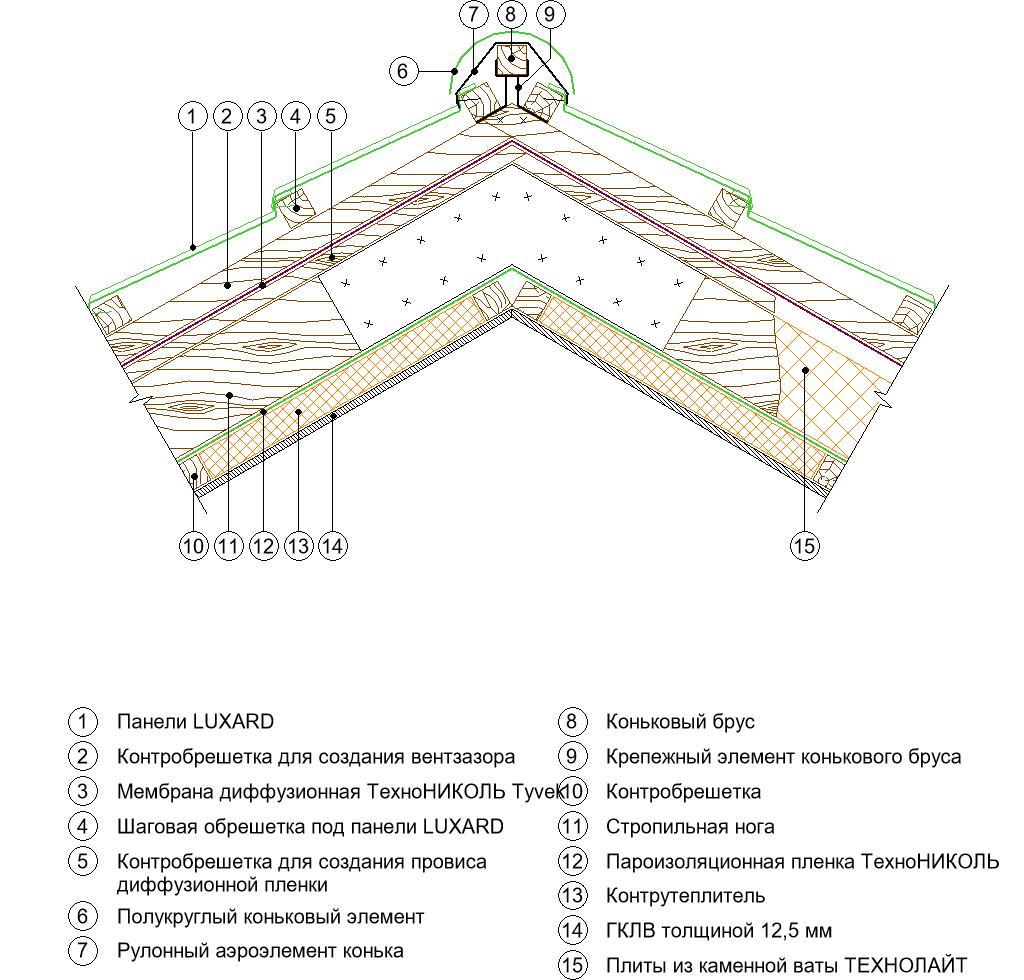 7 8 9
6
1 2 3 4 5
10 11 12 13 14 15
1 Панели LUXARD
2 Контробрешетка для создания вентзазора
3 Мембрана диффузионная ТехноНИКОЛЬ Tyvek
4 Шаговая обрешетка под панели LUXARD
5 Контробрешетка для создания провиса
диффузионной пленки
6 Полукруглый коньковый элемент
7 Рулонный аэроэлемент конька
8 Коньковый брус
9 Крепежный элемент конькового бруса
10 Контробрешетка
11 Стропильная нога
12 Пароизоляционная пленка ТехноНИКОЛЬ
13 Контрутеплитель
14 ГКЛВ толщиной 12,5 мм
15 Плиты из каменной ваты ТЕХНОЛАЙТ